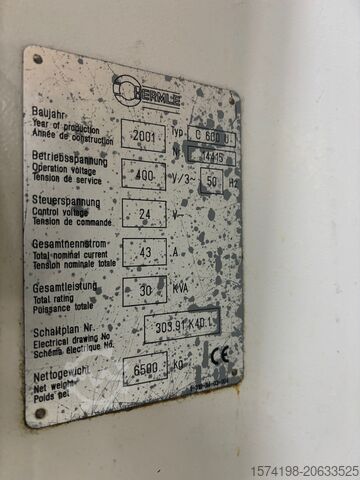 HERMLE
Baujahr
Year of production
Année de construction
2001
Typ
C 600 U
Nr.
14415
Betriebsspannung
Operation voltage
Tension de service
400
V/3~
50
Hz
Steuerspannung
Control voltage
Tension de commande
24
V
Gesamtnennstrom
Total nominal current
Tension nominale totale
43
A
Gesamtleistung
Total rating
Puissance totale
30
KVA
Schaltplan Nr.
Electrical drawing No
Schéma électrique No
303.91 K40.1
Nettogewicht
Net weight
Poids net
6500
KG
CE
1574198-20633525